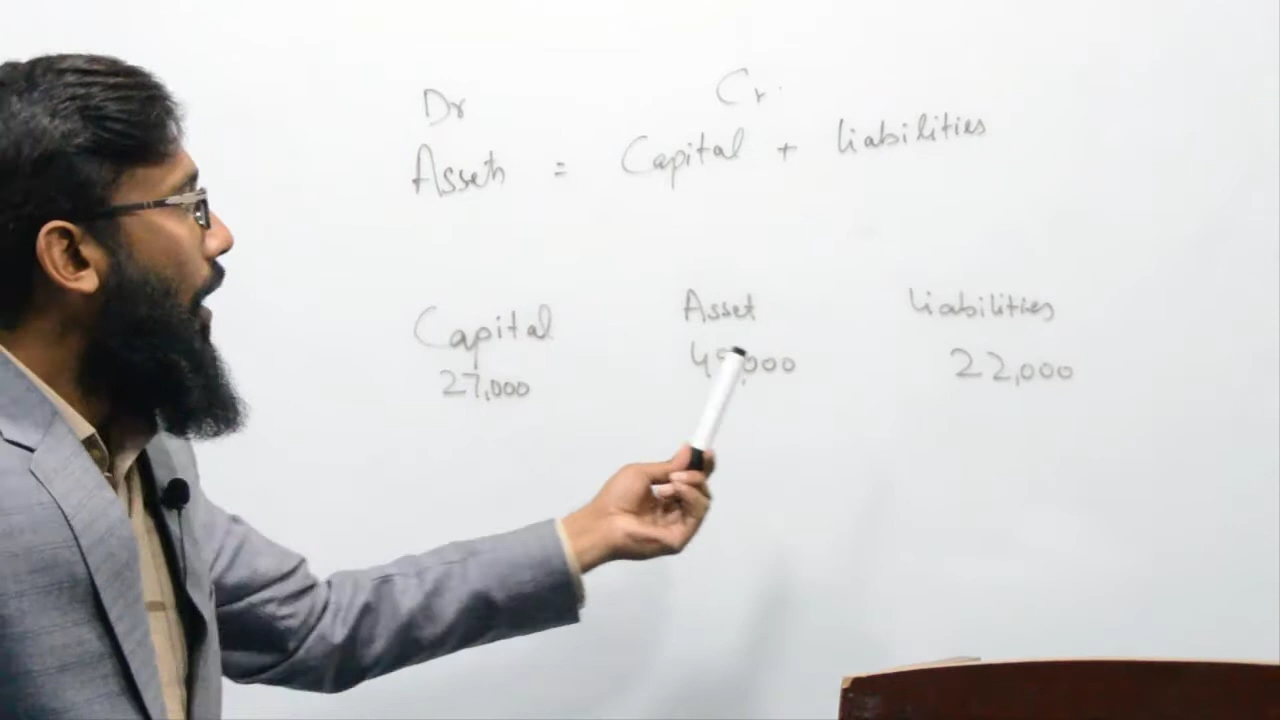 Dr Cr.
Assets = Capital + liabilities
Capital Asset liabilities
27,000 22,000